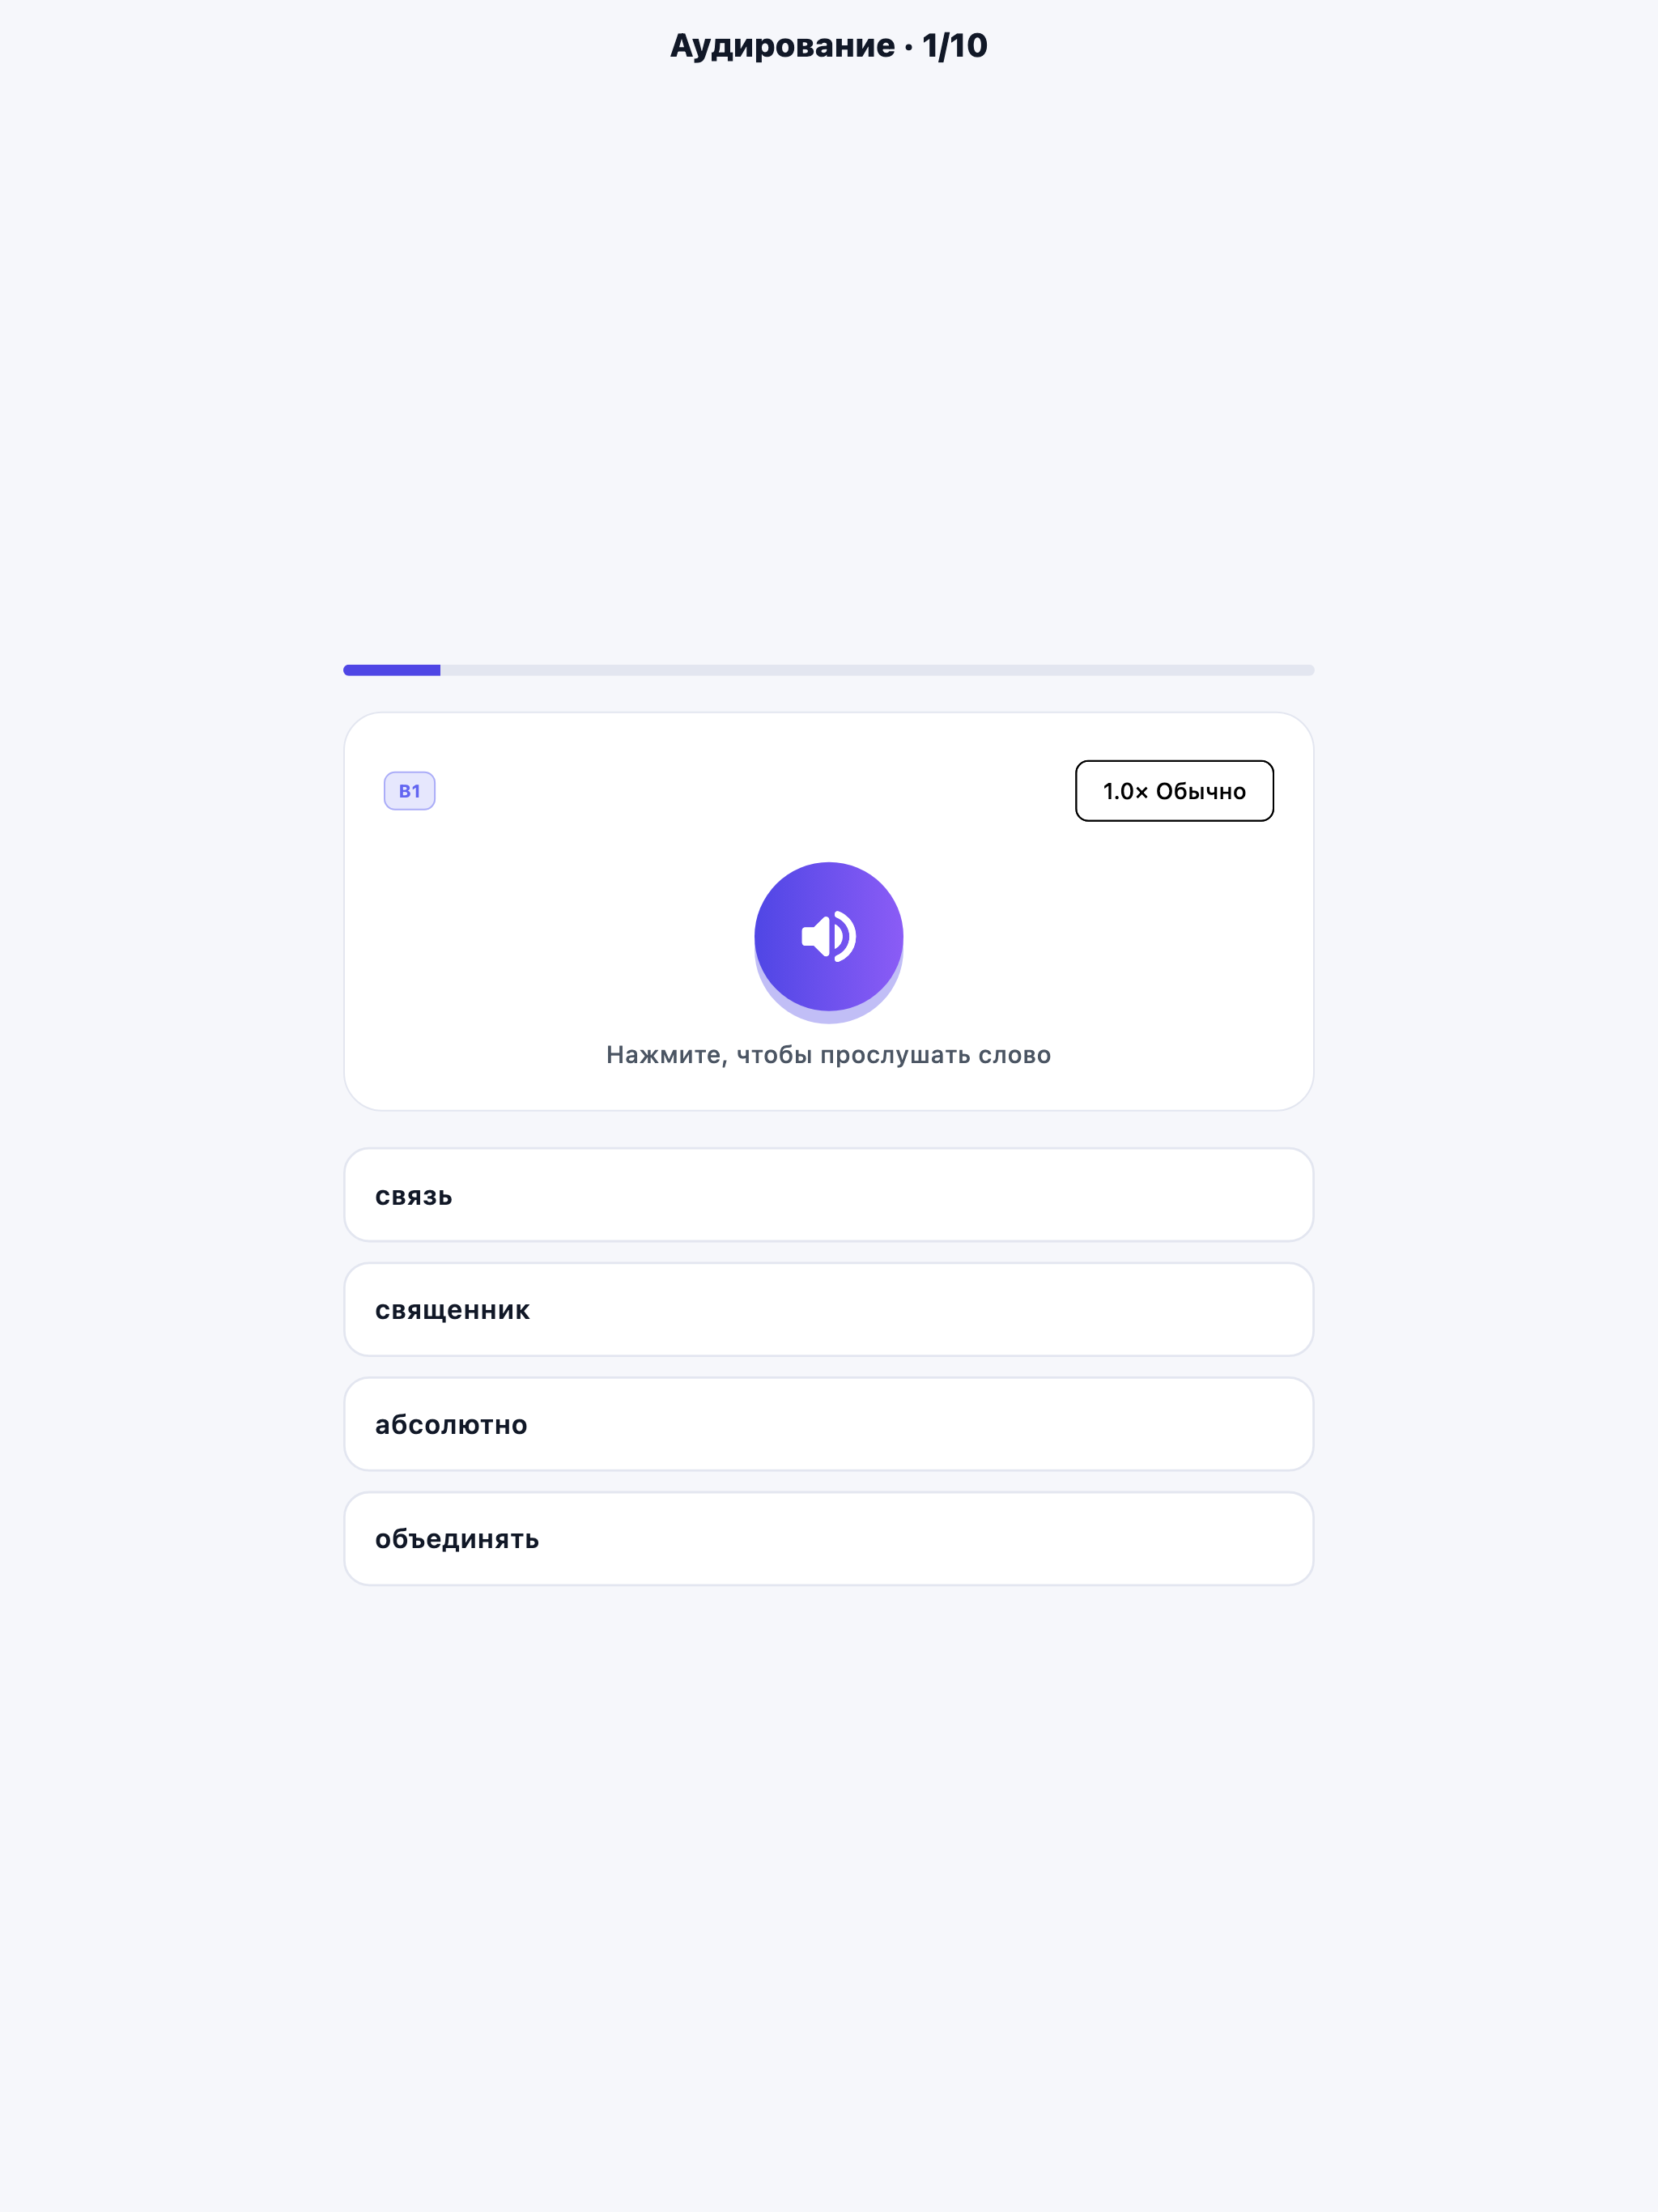 Аудирование · 1/10
B1
1.0× Обычно
Нажмите, чтобы прослушать слово
связь
священник
абсолютно
объединять